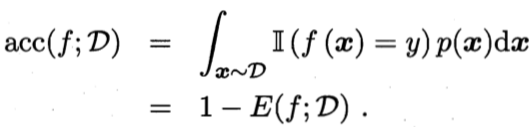 acc(f; 𝒟) = ∫_{𝒙∼𝒟} 𝕀 (f (𝒙) = y) p(𝒙)d𝒙
= 1 − E(f; 𝒟) .